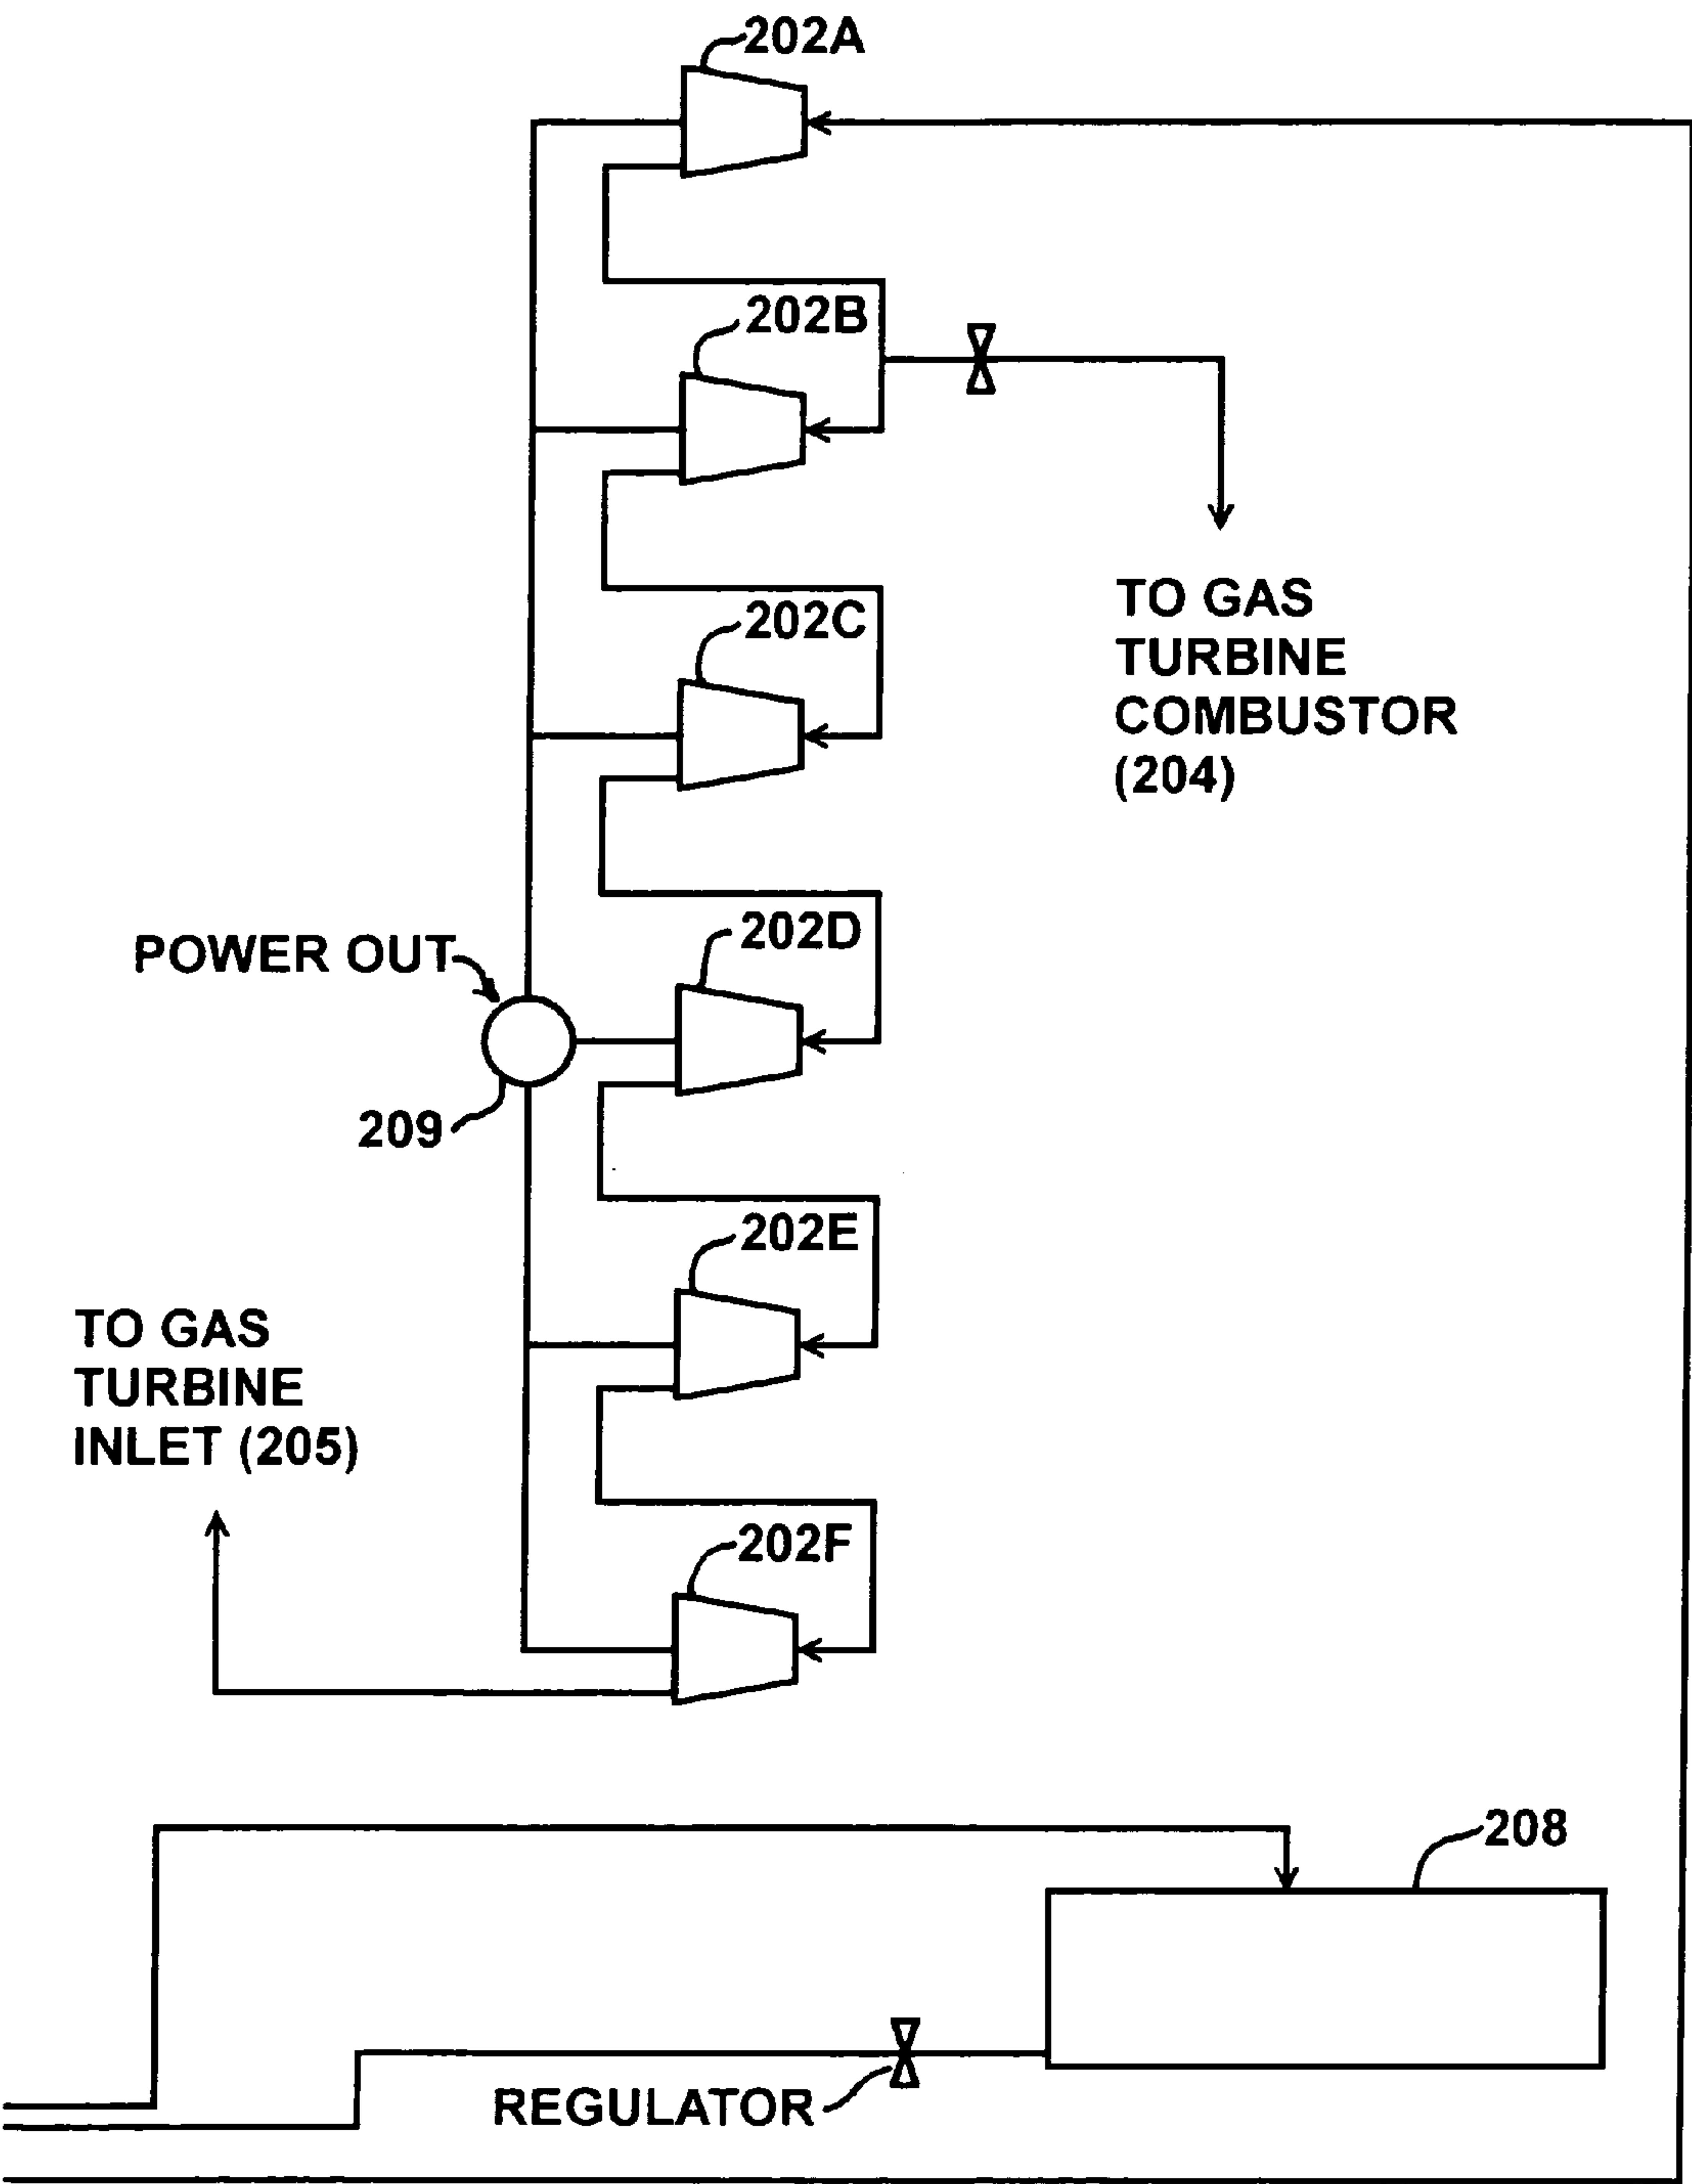 202A
202B
202C
TO GAS
TURBINE
COMBUSTOR
(204)
202D
POWER OUT
209
202E
TO GAS
TURBINE
INLET (205)
202F
208
REGULATOR